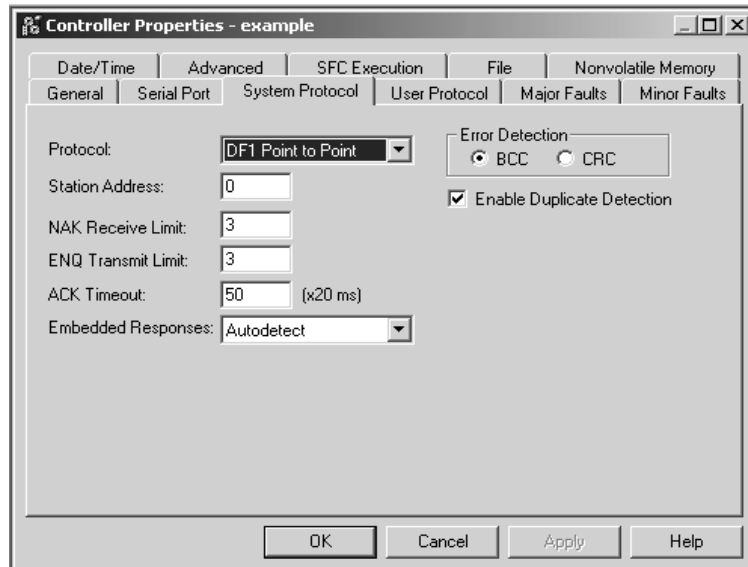 Controller Properties - example
Date/Time Advanced SFC Execution File Nonvolatile Memory
General Serial Port System Protocol User Protocol Major Faults Minor Faults
Protocol: DF1 Point to Point
Error Detection
BCC CRC
Station Address: 0
Enable Duplicate Detection
NAK Receive Limit: 3
ENQ Transmit Limit: 3
ACK Timeout: 50 (x20 ms)
Embedded Responses: Autodetect
OK Cancel Apply Help